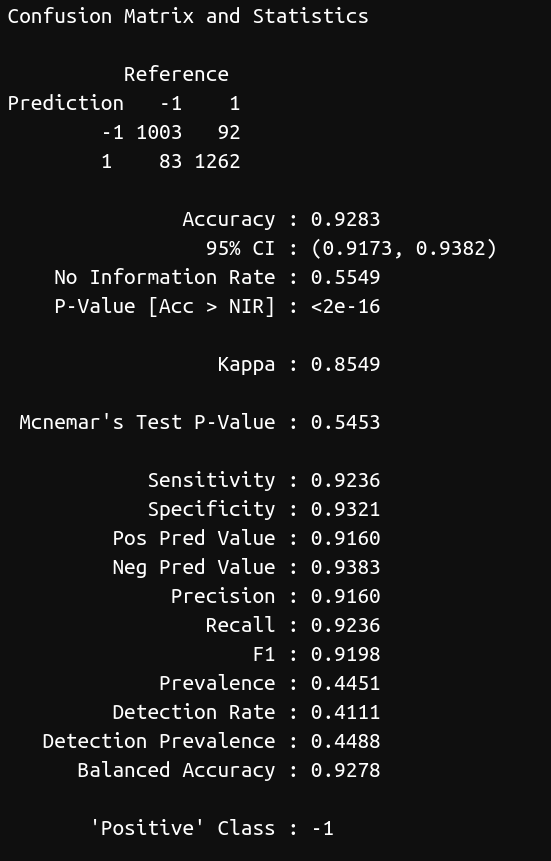 Confusion Matrix and Statistics
Reference
Prediction -1 1
-1 1003 92
1 83 1262
Accuracy : 0.9283
95% CI : (0.9173, 0.9382)
No Information Rate : 0.5549
P-Value [Acc > NIR] : <2e-16
Kappa : 0.8549
Mcnemar's Test P-Value : 0.5453
Sensitivity : 0.9236
Specificity : 0.9321
Pos Pred Value : 0.9160
Neg Pred Value : 0.9383
Precision : 0.9160
Recall : 0.9236
F1 : 0.9198
Prevalence : 0.4451
Detection Rate : 0.4111
Detection Prevalence : 0.4488
Balanced Accuracy : 0.9278
'Positive' Class : -1